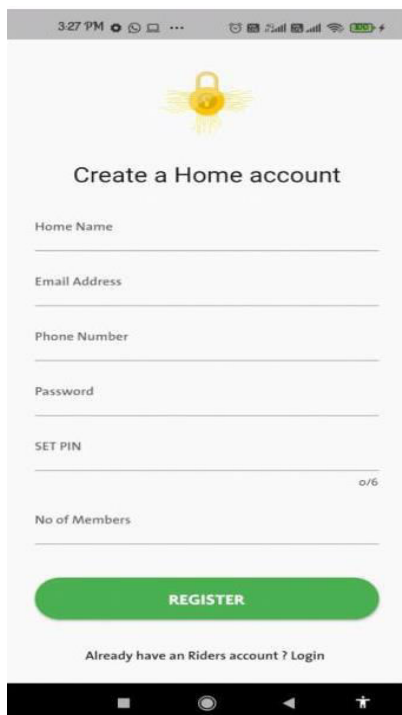 3:27 PM
Create a Home account
Home Name
Email Address
Phone Number
Password
SET PIN
0/6
No of Members
REGISTER
Already have an Riders account ? Login